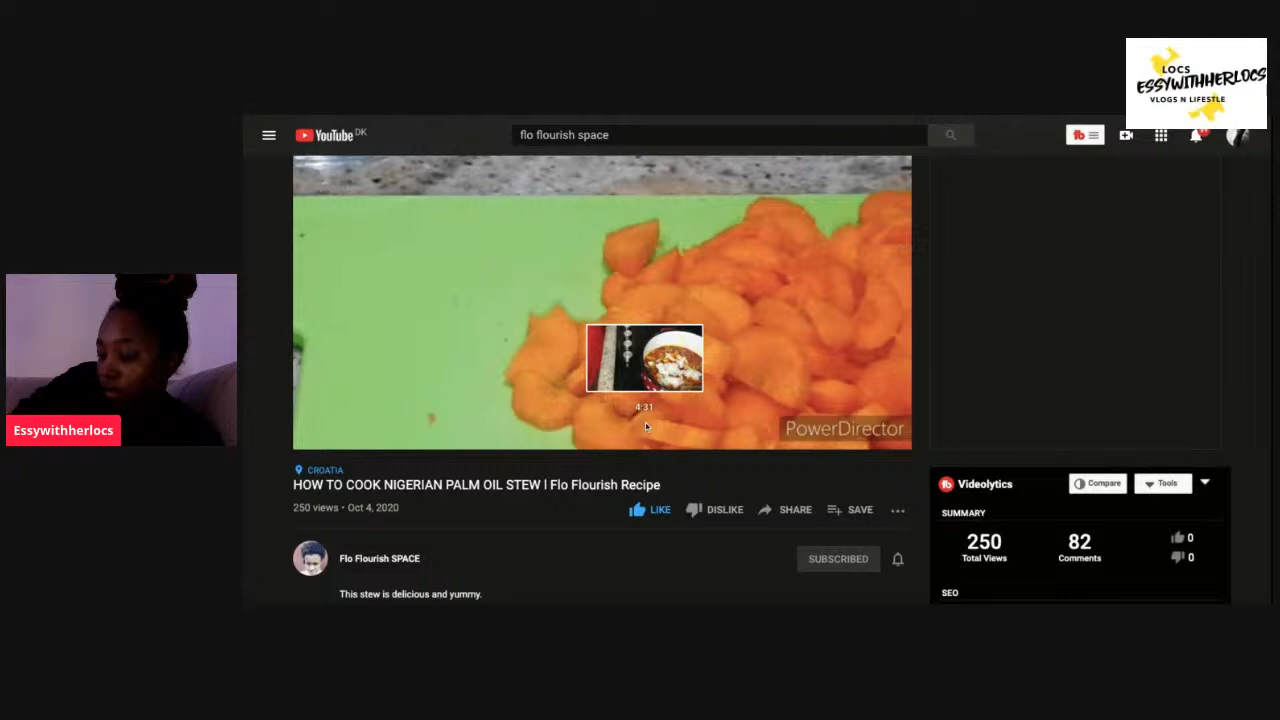 LOCS
ESSYWITHHERLOCS
VLOGS N LIFESTLE
YouTube DK
flo flourish space
4:31
PowerDirector
CROATIA
HOW TO COOK NIGERIAN PALM OIL STEW | Flo Flourish Recipe
250 views • Oct 4, 2020
LIKE DISLIKE SHARE SAVE
Flo Flourish SPACE
SUBSCRIBED
This stew is delicious and yummy.
Essywithherlocs
tb Videolytics Compare Tools
SUMMARY
250 82 0
Total Views Comments 0
SEO